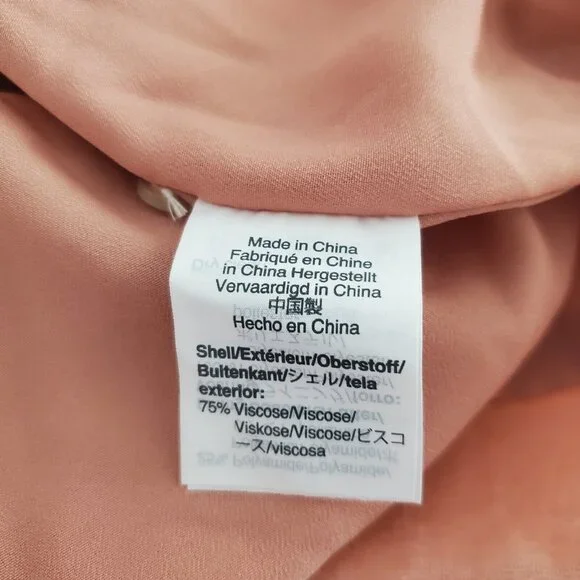 Made in China
Fabriqué en Chine
in China Hergestellt
Vervaardigd in China
中国製
Hecho en China
Shell/Extérieur/Oberstoff/
Buitenkant/シェル/tela
exterior:
75% Viscose/Viscose/
Viskose/Viscose/ビスコ
ース/viscosa